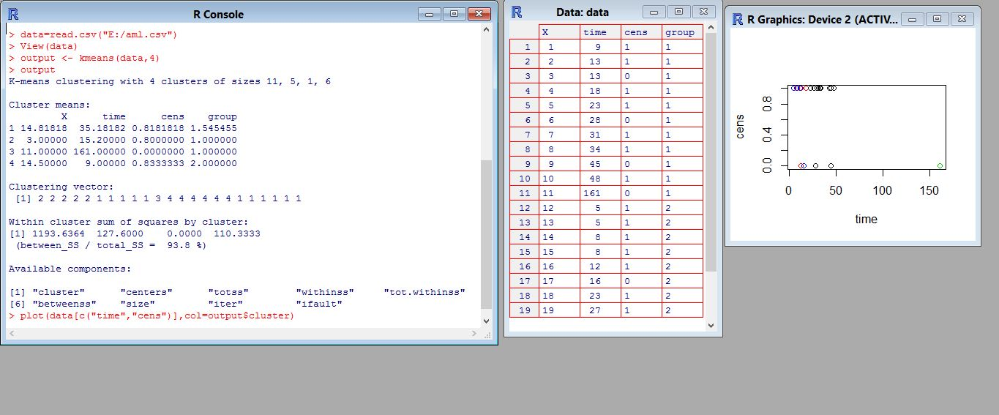 R Console
> data=read.csv("E:/aml.csv")
> View(data)
> output <- kmeans(data,4)
> output
K-means clustering with 4 clusters of sizes 11, 5, 1, 6
Cluster means:
X time cens group
1 14.81818 35.18182 0.8181818 1.545455
2 3.00000 15.20000 0.8000000 1.000000
3 11.00000 161.00000 0.0000000 1.000000
4 14.50000 9.00000 0.8333333 2.000000
Clustering vector:
[1] 2 2 2 2 2 1 1 1 1 1 3 4 4 4 4 4 4 1 1 1 1 1 1
Within cluster sum of squares by cluster:
[1] 1193.6364 127.6000 0.0000 110.3333
(between_SS / total_SS = 93.8 %)
Available components:
[1] "cluster" "centers" "totss" "withinss" "tot.withinss"
[6] "betweenss" "size" "iter" "ifault"
> plot(data[c("time","cens")],col=output$cluster)
Data: data
X time cens group
1 1 9 1 1
2 2 13 1 1
3 3 13 0 1
4 4 18 1 1
5 5 23 1 1
6 6 28 0 1
7 7 31 1 1
8 8 34 1 1
9 9 45 0 1
10 10 48 1 1
11 11 161 0 1
12 12 5 1 2
13 13 5 1 2
14 14 8 1 2
15 15 8 1 2
16 16 12 1 2
17 17 16 0 2
18 18 23 1 2
19 19 27 1 2
R Graphics: Device 2 (ACTIV...
cens
0.8
0.4
0.0
0 50 100 150
time